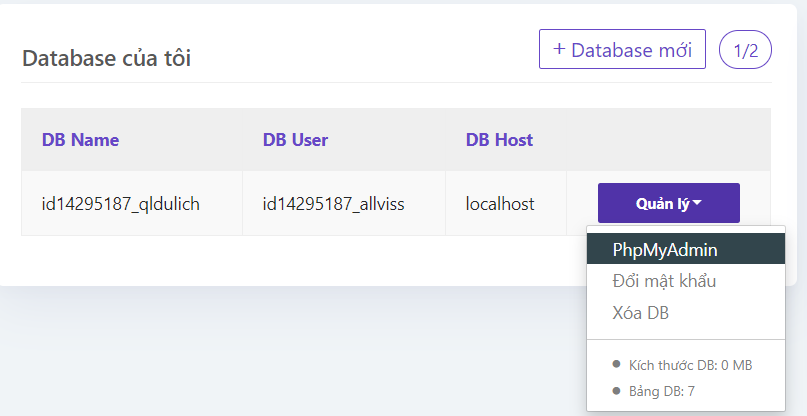 Database của tôi
+ Database mới
1/2
DB Name DB User DB Host
id14295187_qldulich id14295187_allviss localhost Quản lý
PhpMyAdmin
Đổi mật khẩu
Xóa DB
Kích thước DB: 0 MB
Bảng DB: 7